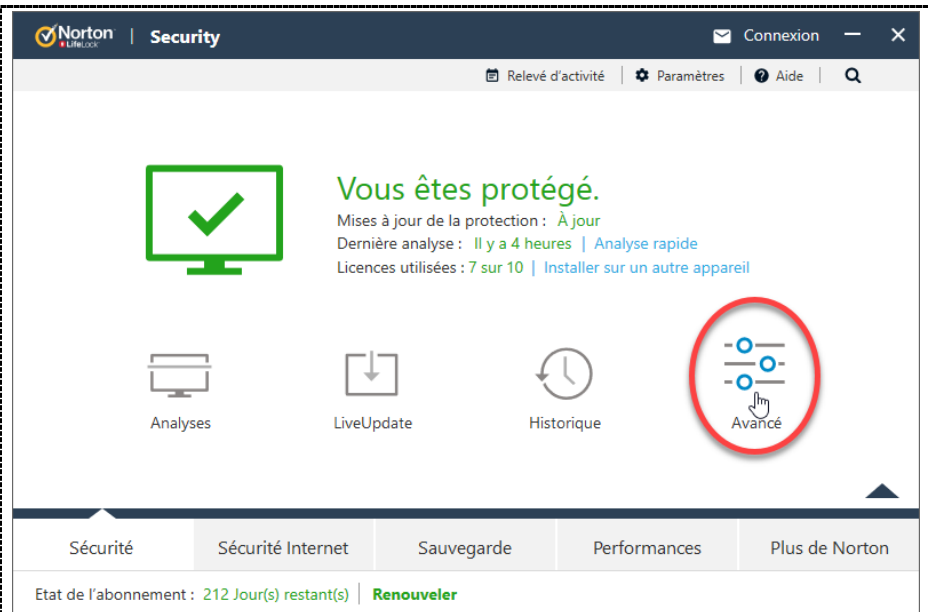 Norton | Security Connexion
LifeLock
Relevé d'activité | Paramètres | Aide |
Vous êtes protégé.
Mises à jour de la protection : À jour
Dernière analyse : Il y a 4 heures | Analyse rapide
Licences utilisées : 7 sur 10 | Installer sur un autre appareil
Analyses LiveUpdate Historique Avancé
Sécurité Sécurité Internet Sauvegarde Performances Plus de Norton
Etat de l'abonnement : 212 Jour(s) restant(s) | Renouveler